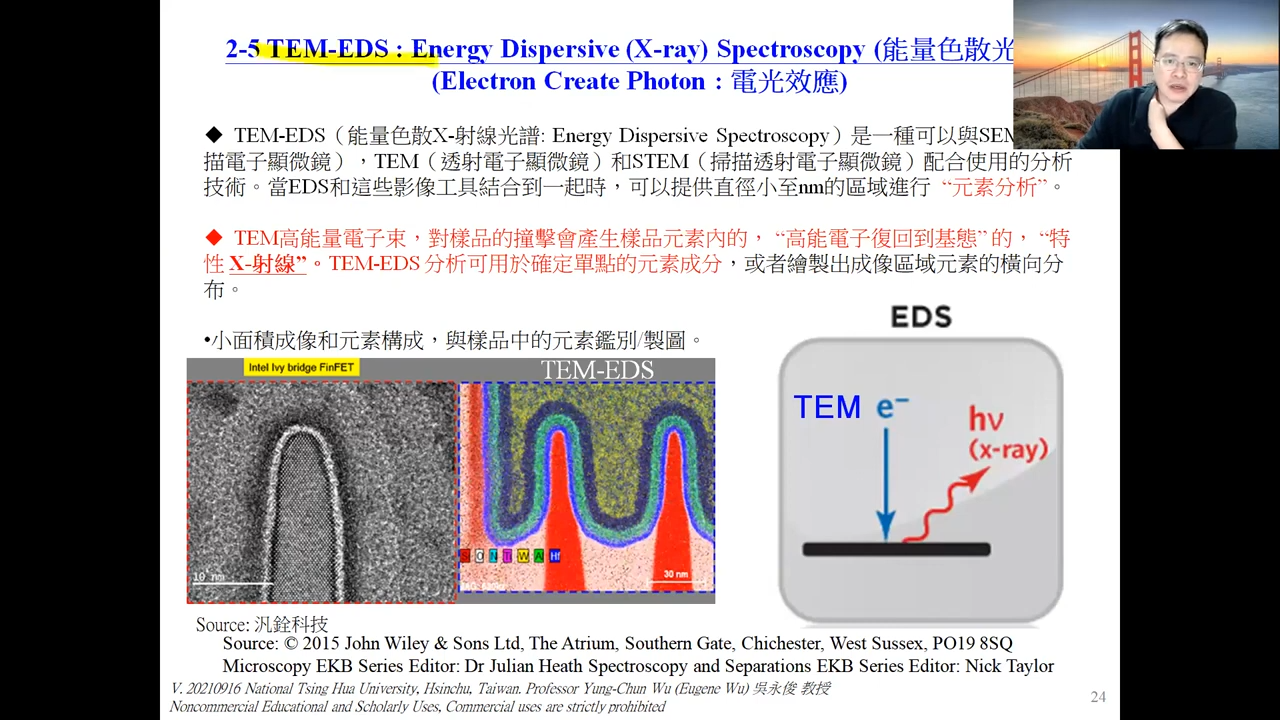 2-5 TEM-EDS : Energy Dispersive (X-ray) Spectroscopy (能量色散光
(Electron Create Photon : 電光效應)
◆ TEM-EDS（能量色散X-射線光譜: Energy Dispersive Spectroscopy）是一種可以與SEM
描電子顯微鏡），TEM（透射電子顯微鏡）和STEM（掃描透射電子顯微鏡）配合使用的分析
技術。當EDS和這些影像工具結合到一起時，可以提供直徑小至nm的區域進行 “元素分析”。
◆ TEM高能量電子束，對樣品的撞擊會產生樣品元素內的， “高能電子復回到基態” 的， “特
性 X-射線”。TEM-EDS 分析可用於確定單點的元素成分，或者繪製出成像區域元素的橫向分
布。
•小面積成像和元素構成，與樣品中的元素鑑別/製圖。
Intel Ivy bridge FinFET
10 nm
TEM-EDS
O N Ti W Al Hf
30 nm
EDS
TEM e⁻
hν
(x-ray)
Source: 汎銓科技
Source: © 2015 John Wiley & Sons Ltd, The Atrium, Southern Gate, Chichester, West Sussex, PO19 8SQ
Microscopy EKB Series Editor: Dr Julian Heath Spectroscopy and Separations EKB Series Editor: Nick Taylor
V. 20210916 National Tsing Hua University, Hsinchu, Taiwan. Professor Yung-Chun Wu (Eugene Wu) 吳永俊 教授
Noncommercial Educational and Scholarly Uses, Commercial uses are strictly prohibited
24